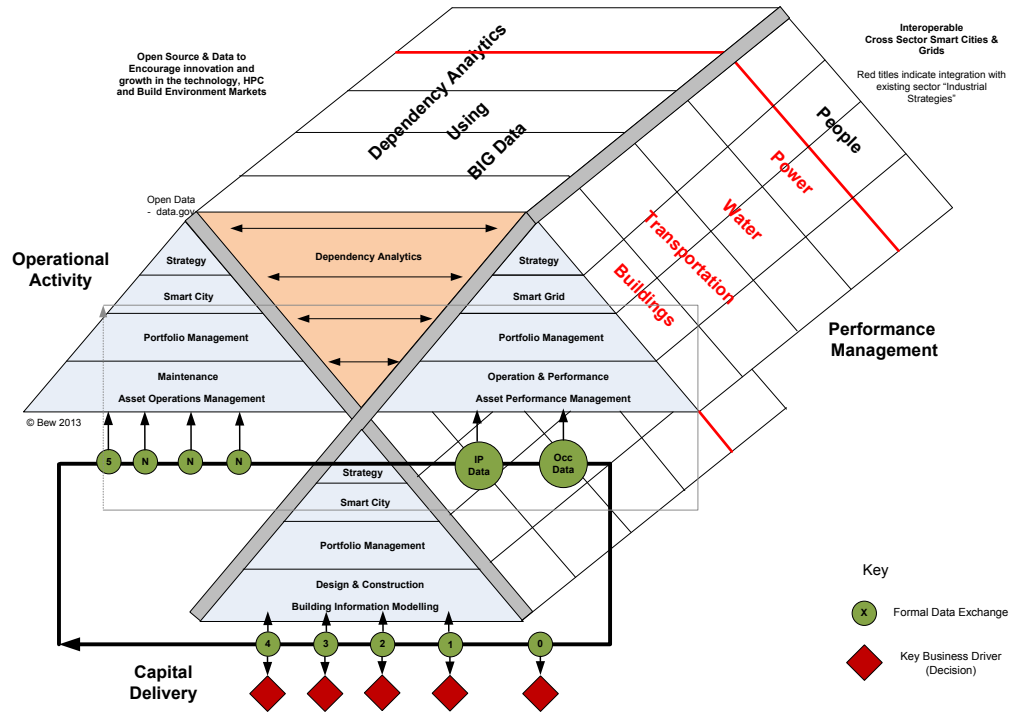 Open Source & Data to
Encourage innovation and
growth in the technology, HPC
and Build Environment Markets
Interoperable
Cross Sector Smart Cities &
Grids
Red titles indicate integration with
existing sector “Industrial
Strategies”
Dependency Analytics
Using
BIG Data
People
Power
Water
Transportation
Buildings
Open Data
- data.gov
Operational
Activity
Performance
Management
Dependency Analytics
Strategy
Smart City
Portfolio Management
Maintenance
Asset Operations Management
Strategy
Smart Grid
Portfolio Management
Operation & Performance
Asset Performance Management
© Bew 2013
5
N
N
N
IP
Data
Occ
Data
Strategy
Smart City
Portfolio Management
Design & Construction
Building Information Modelling
4
3
2
1
0
Capital
Delivery
Key
X
Formal Data Exchange
Key Business Driver
(Decision)